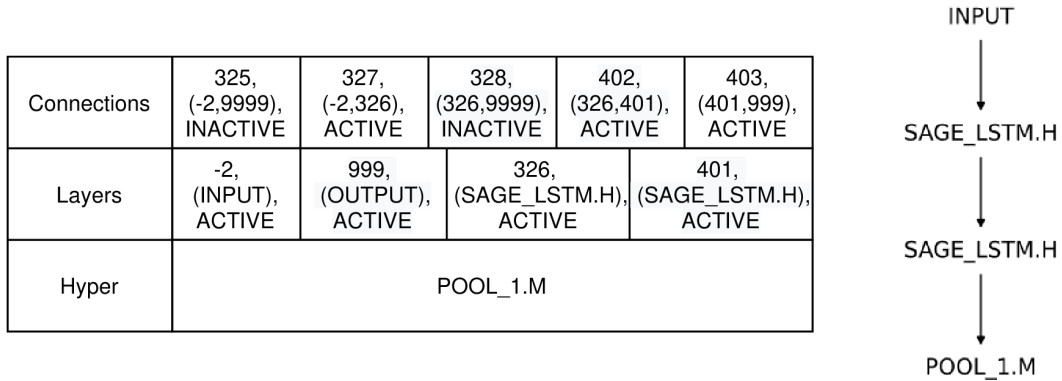 Connections
325,
(-2,9999),
INACTIVE
327,
(-2,326),
ACTIVE
328,
(326,9999),
INACTIVE
402,
(326,401),
ACTIVE
403,
(401,999),
ACTIVE
Layers
-2,
(INPUT),
ACTIVE
999,
(OUTPUT),
ACTIVE
326,
(SAGE_LSTM.H),
ACTIVE
401,
(SAGE_LSTM.H),
ACTIVE
Hyper
POOL_1.M
INPUT
SAGE_LSTM.H
SAGE_LSTM.H
POOL_1.M